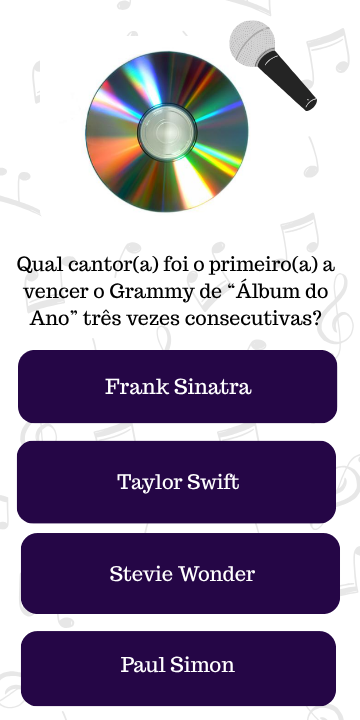 Qual cantor(a) foi o primeiro(a) a
vencer o Grammy de “Álbum do
Ano” três vezes consecutivas?
Frank Sinatra
Taylor Swift
Stevie Wonder
Paul Simon